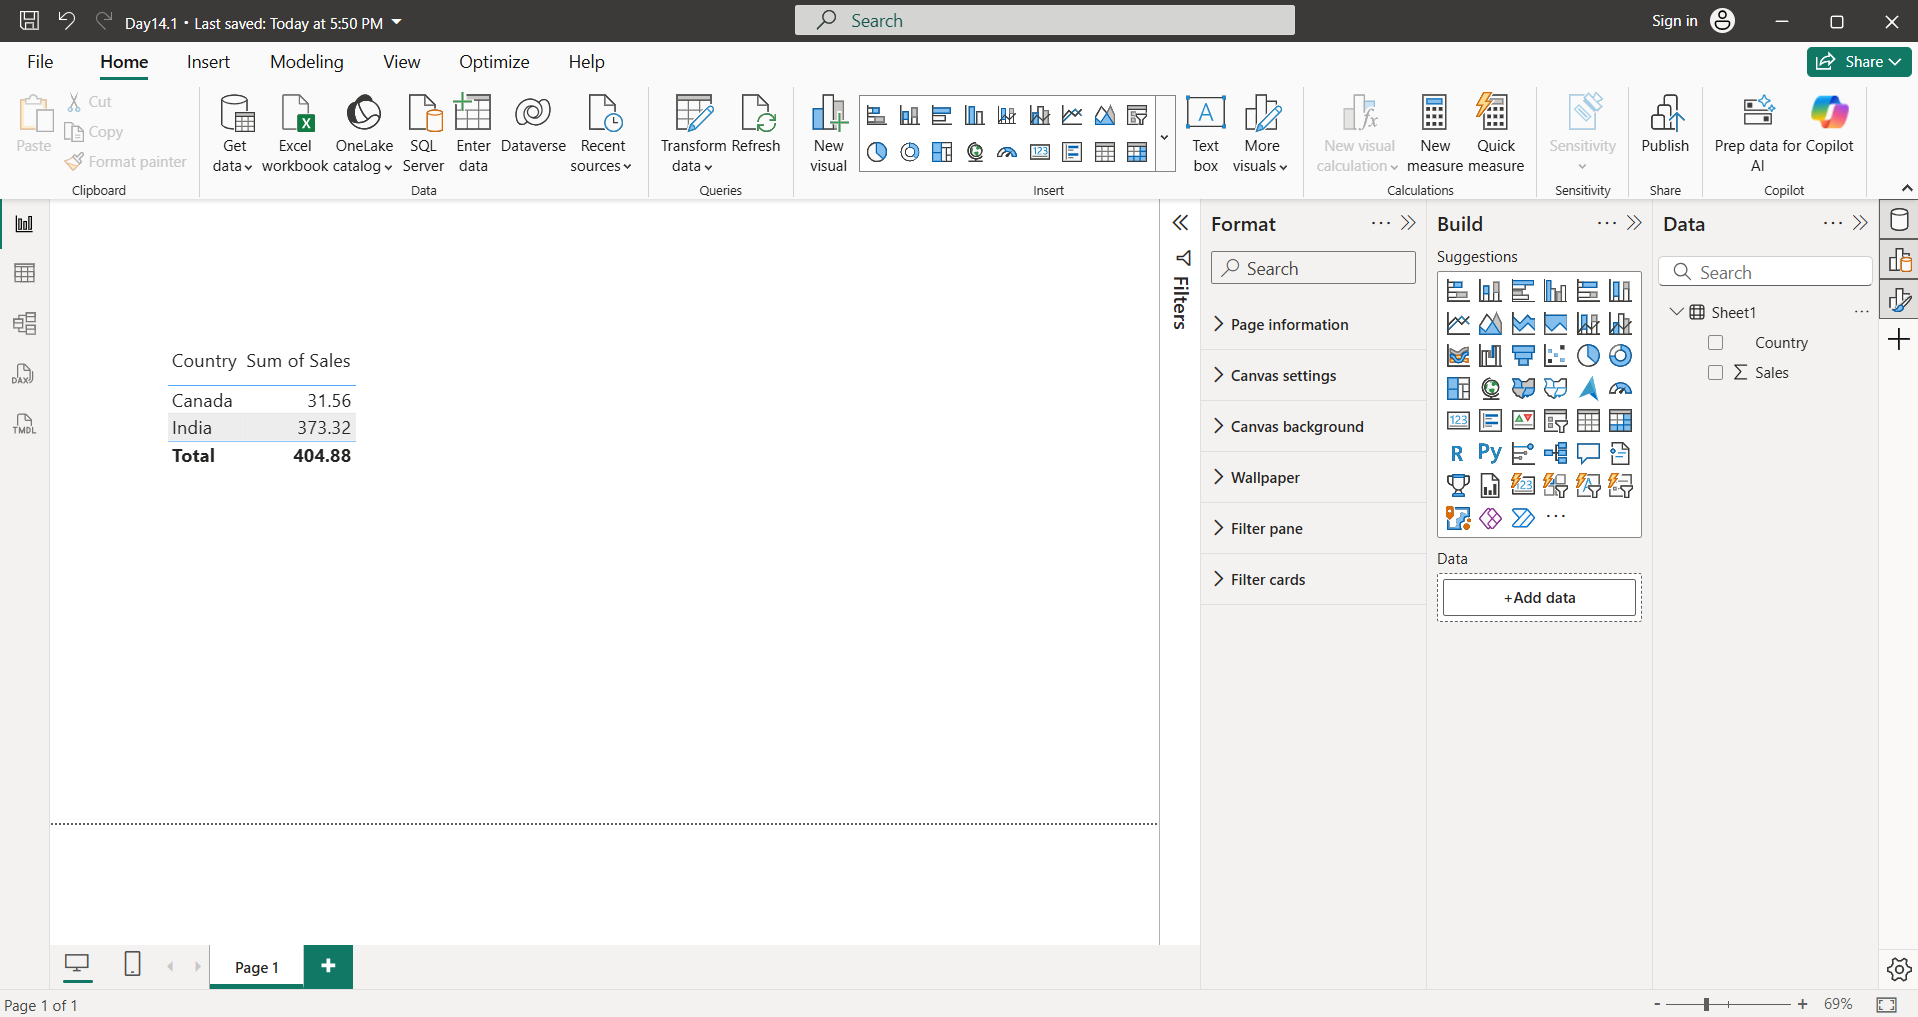 Day14.1 • Last saved: Today at 5:50 PM
Search
Sign in
File
Home
Insert
Modeling
View
Optimize
Help
Share
Paste
Cut
Copy
Format painter
Clipboard
Get data
Excel workbook
OneLake catalog
SQL Server
Enter data
Dataverse
Recent sources
Data
Transform data
Refresh
Queries
New visual
123
A
Text box
More visuals
Insert
fx
New visual calculation
New measure
Quick measure
Calculations
Sensitivity
Sensitivity
Publish
Share
Prep data for AI
Copilot
Copilot
DAX
TMDL
Country Sum of Sales
Canada 31.56
India 373.32
Total 404.88
Filters
Format
Search
Page information
Canvas settings
Canvas background
Wallpaper
Filter pane
Filter cards
Build
Suggestions
123
R
Py
123
Data
+Add data
Data
Search
Sheet1
Country
Σ Sales
Page 1
Page 1 of 1
- + 69%